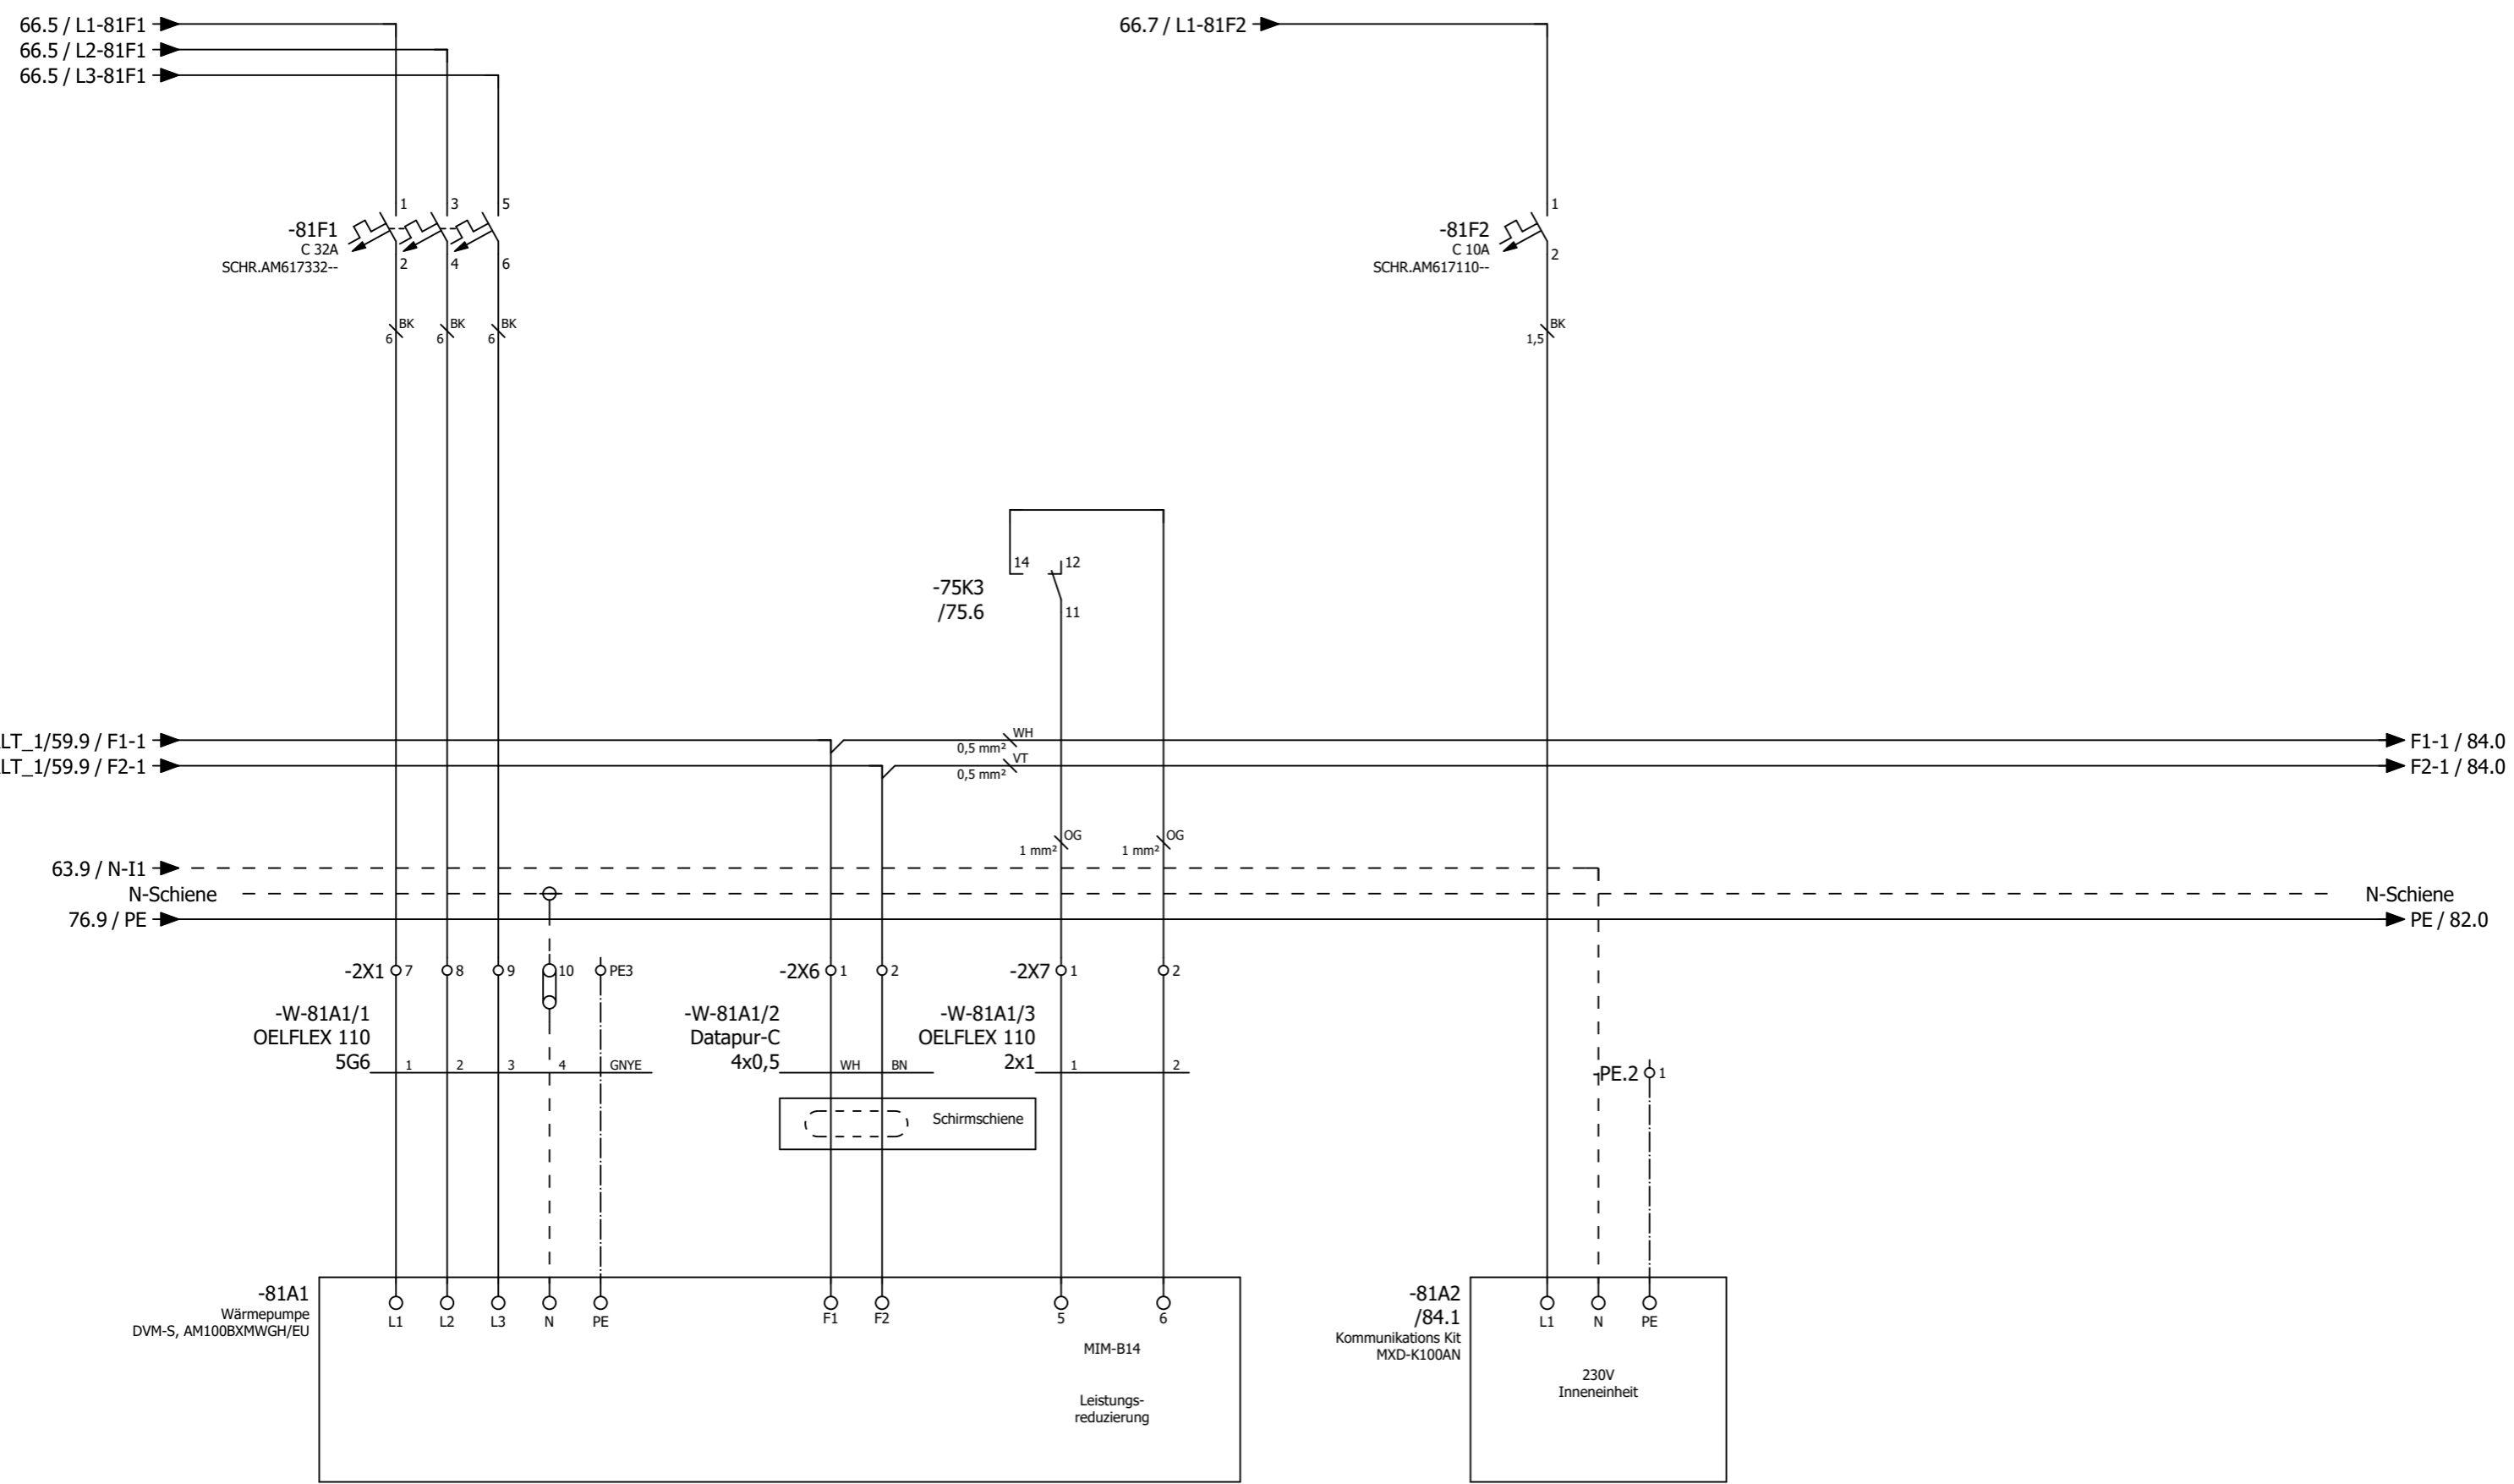 66.5 / L1-81F1
66.5 / L2-81F1
66.5 / L3-81F1
66.7 / L1-81F2
-81F1
C 32A
SCHR.AM617332--
1
3
5
2
4
6
-81F2
C 10A
SCHR.AM617110--
1
2
BK
BK
BK
6
6
6
BK
1,5
-75K3
/75.6
14
12
11
LT_1/59.9 / F1-1
LT_1/59.9 / F2-1
WH
0,5 mm²
VT
0,5 mm²
F1-1 / 84.0
F2-1 / 84.0
OG
1 mm²
OG
1 mm²
63.9 / N-I1
N-Schiene
N-Schiene
76.9 / PE
PE / 82.0
-2X1
7
8
9
10
PE3
-2X6
1
2
-2X7
1
2
-W-81A1/1
OELFLEX 110
5G6
1
2
3
4
GNYE
-W-81A1/2
Datapur-C
4x0,5
WH
BN
-W-81A1/3
OELFLEX 110
2x1
1
2
Schirmschiene
-PE.2
1
-81A1
Wärmepumpe
DVM-S, AM100BXMWGH/EU
L1
L2
L3
N
PE
F1
F2
5
6
MIM-B14
Leistungs-
reduzierung
-81A2
/84.1
Kommunikations Kit
MXD-K100AN
L1
N
PE
230V
Inneneinheit